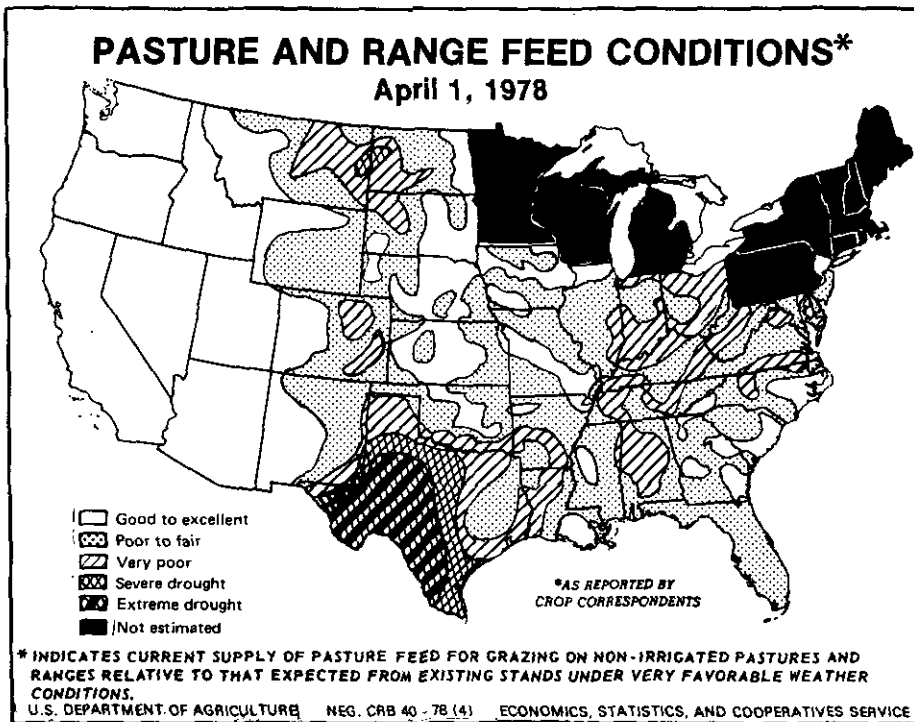 PASTURE AND RANGE FEED CONDITIONS*
April 1, 1978
Good to excellent
Poor to fair
Very poor
Severe drought
Extreme drought
Not estimated
*AS REPORTED BY
CROP CORRESPONDENTS
* INDICATES CURRENT SUPPLY OF PASTURE FEED FOR GRAZING ON NON-IRRIGATED PASTURES AND
RANGES RELATIVE TO THAT EXPECTED FROM EXISTING STANDS UNDER VERY FAVORABLE WEATHER
CONDITIONS.
U.S. DEPARTMENT OF AGRICULTURE NEG. CRB 40 - 78 (4) ECONOMICS, STATISTICS, AND COOPERATIVES SERVICE